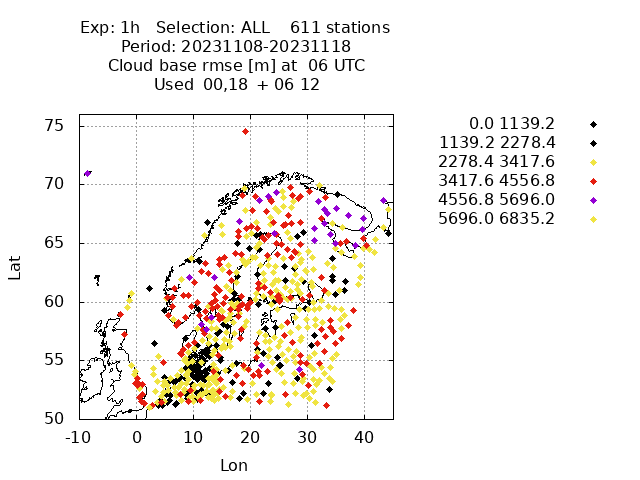 Exp: 1h   Selection: ALL    611 stations
Period: 20231108-20231118
Cloud base rmse [m] at  06 UTC
Used  00,18  + 06 12
0.0 1139.2
1139.2 2278.4
2278.4 3417.6
3417.6 4556.8
4556.8 5696.0
5696.0 6835.2
75
70
65
60
55
50
Lat
-10 0 10 20 30 40
Lon